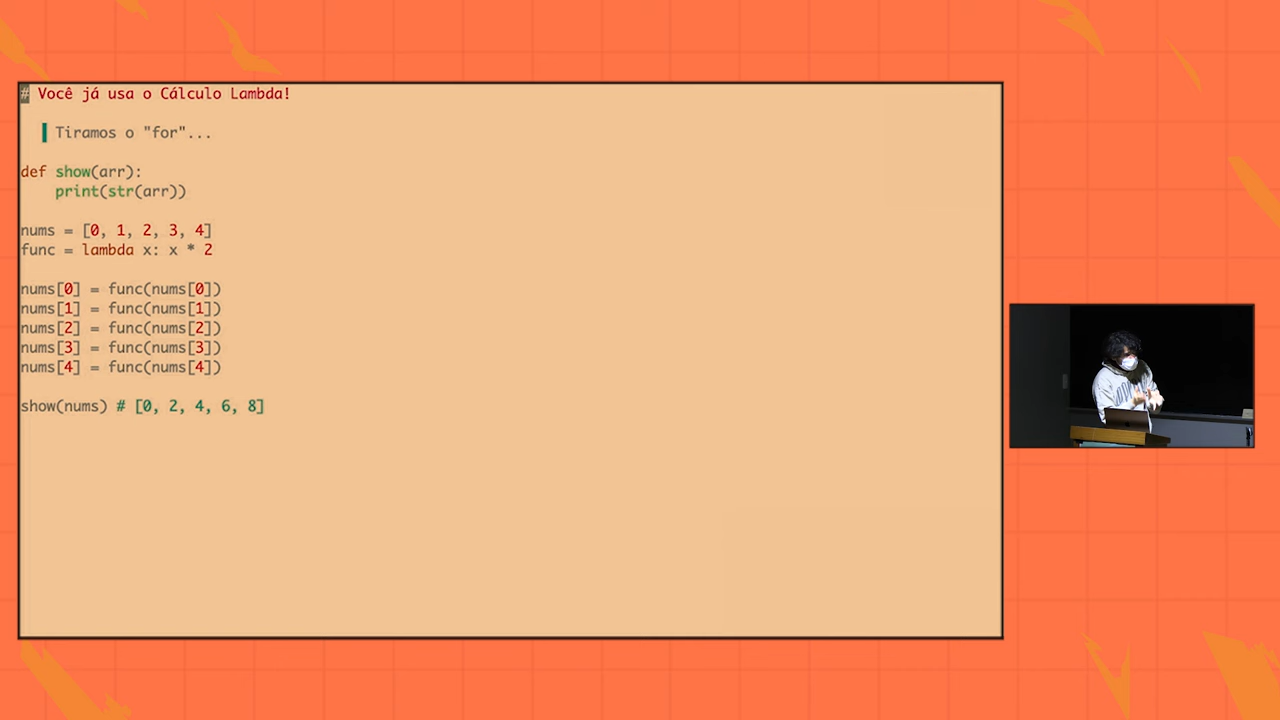 # Você já usa o Cálculo Lambda!
Tiramos o "for"...
def show(arr):
    print(str(arr))
nums = [0, 1, 2, 3, 4]
func = lambda x: x * 2
nums[0] = func(nums[0])
nums[1] = func(nums[1])
nums[2] = func(nums[2])
nums[3] = func(nums[3])
nums[4] = func(nums[4])
show(nums) # [0, 2, 4, 6, 8]